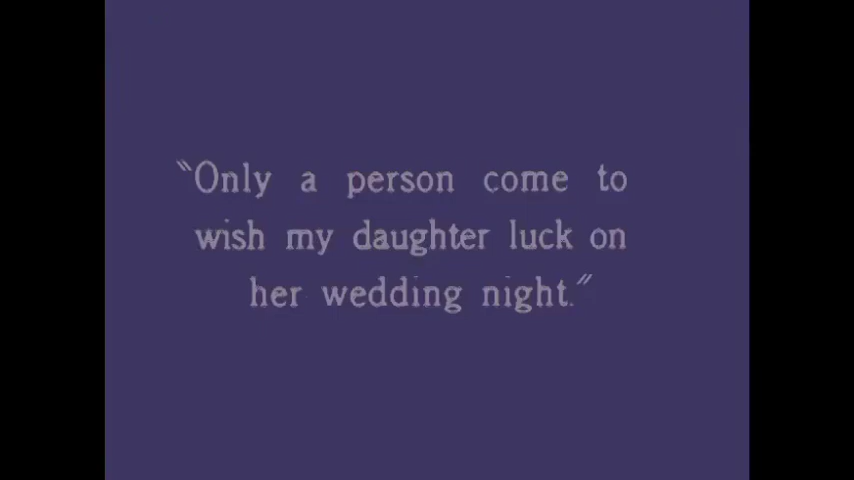 "Only a person come to
wish my daughter luck on
her wedding night."